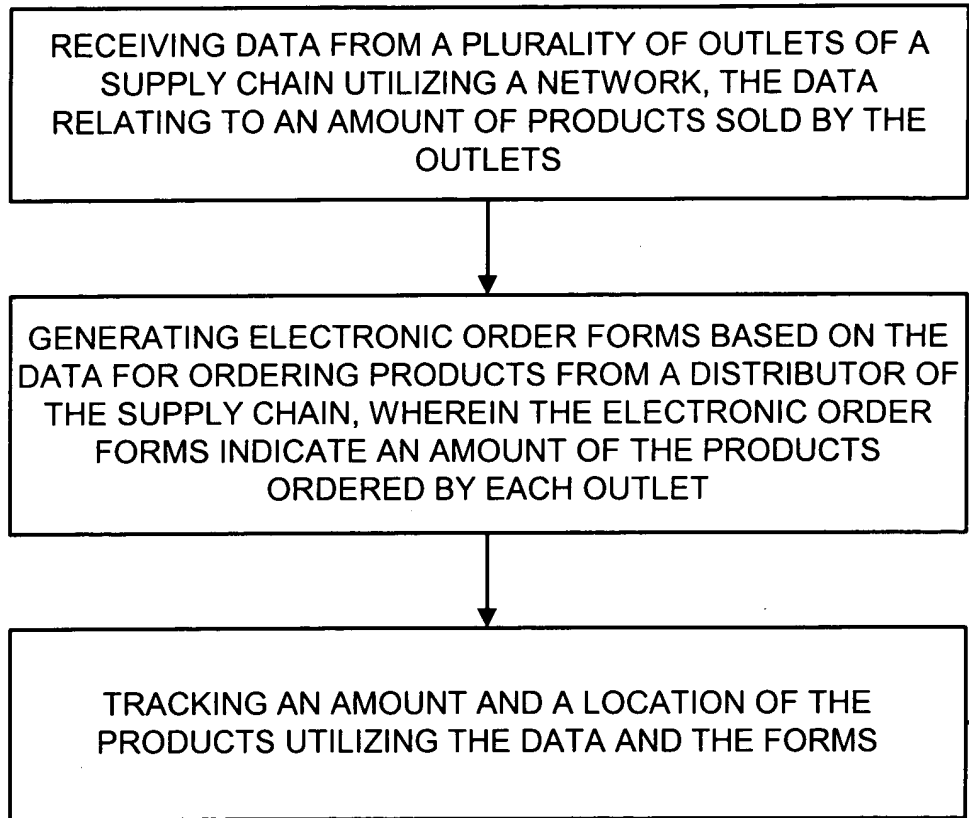 RECEIVING DATA FROM A PLURALITY OF OUTLETS OF A
SUPPLY CHAIN UTILIZING A NETWORK, THE DATA
RELATING TO AN AMOUNT OF PRODUCTS SOLD BY THE
OUTLETS
GENERATING ELECTRONIC ORDER FORMS BASED ON THE
DATA FOR ORDERING PRODUCTS FROM A DISTRIBUTOR OF
THE SUPPLY CHAIN, WHEREIN THE ELECTRONIC ORDER
FORMS INDICATE AN AMOUNT OF THE PRODUCTS
ORDERED BY EACH OUTLET
TRACKING AN AMOUNT AND A LOCATION OF THE
PRODUCTS UTILIZING THE DATA AND THE FORMS